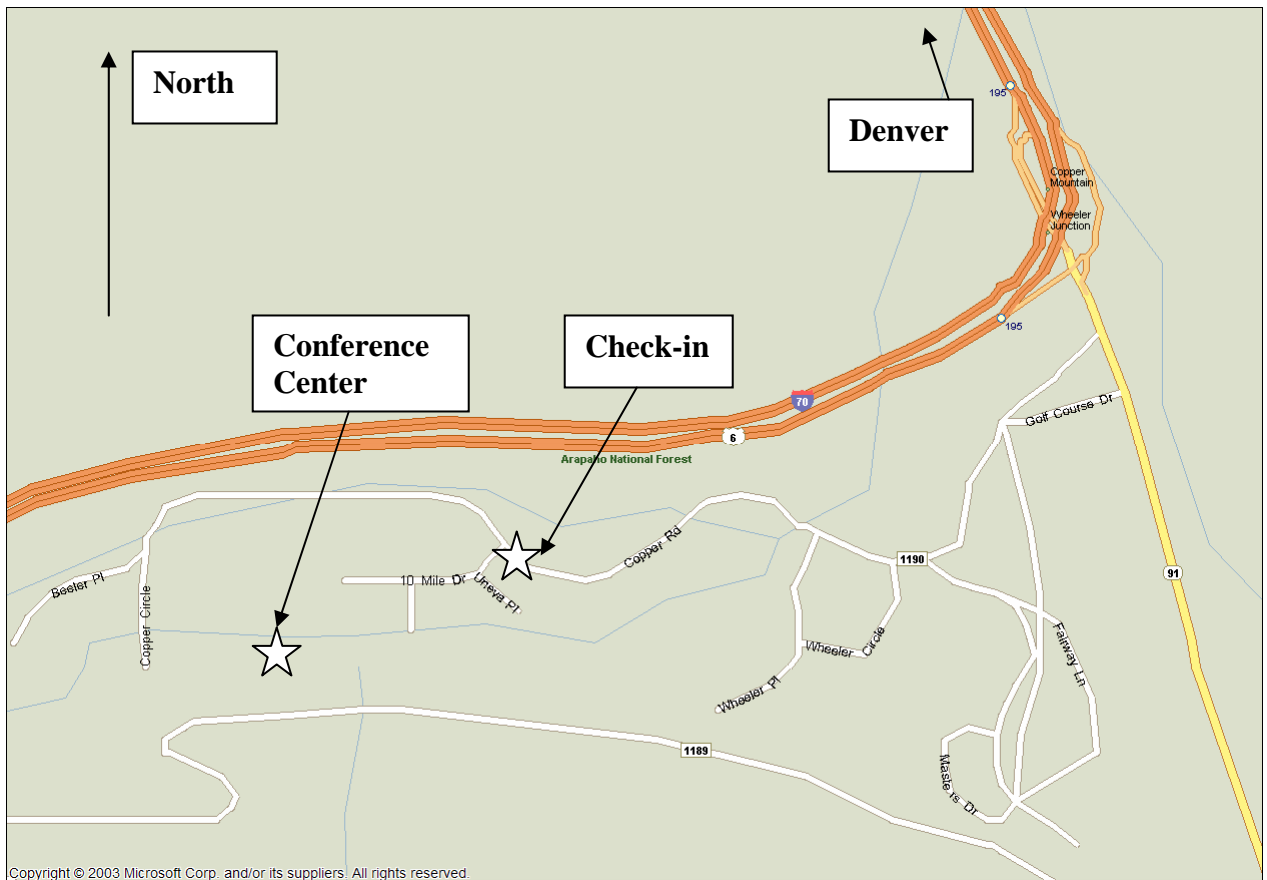 North
Denver
195
Copper
Mountain
Wheeler
Junction
195
Conference
Center
Check-in
70
6
Golf Course Dr
Arapaho National Forest
Copper Rd
1190
91
Beeler Pl
Copper Circle
10 Mile Dr
Uneva Pl
Wheeler Circle
Fairway Ln
Wheeler Pl
1189
Masters Dr
Copyright © 2003 Microsoft Corp. and/or its suppliers. All rights reserved.